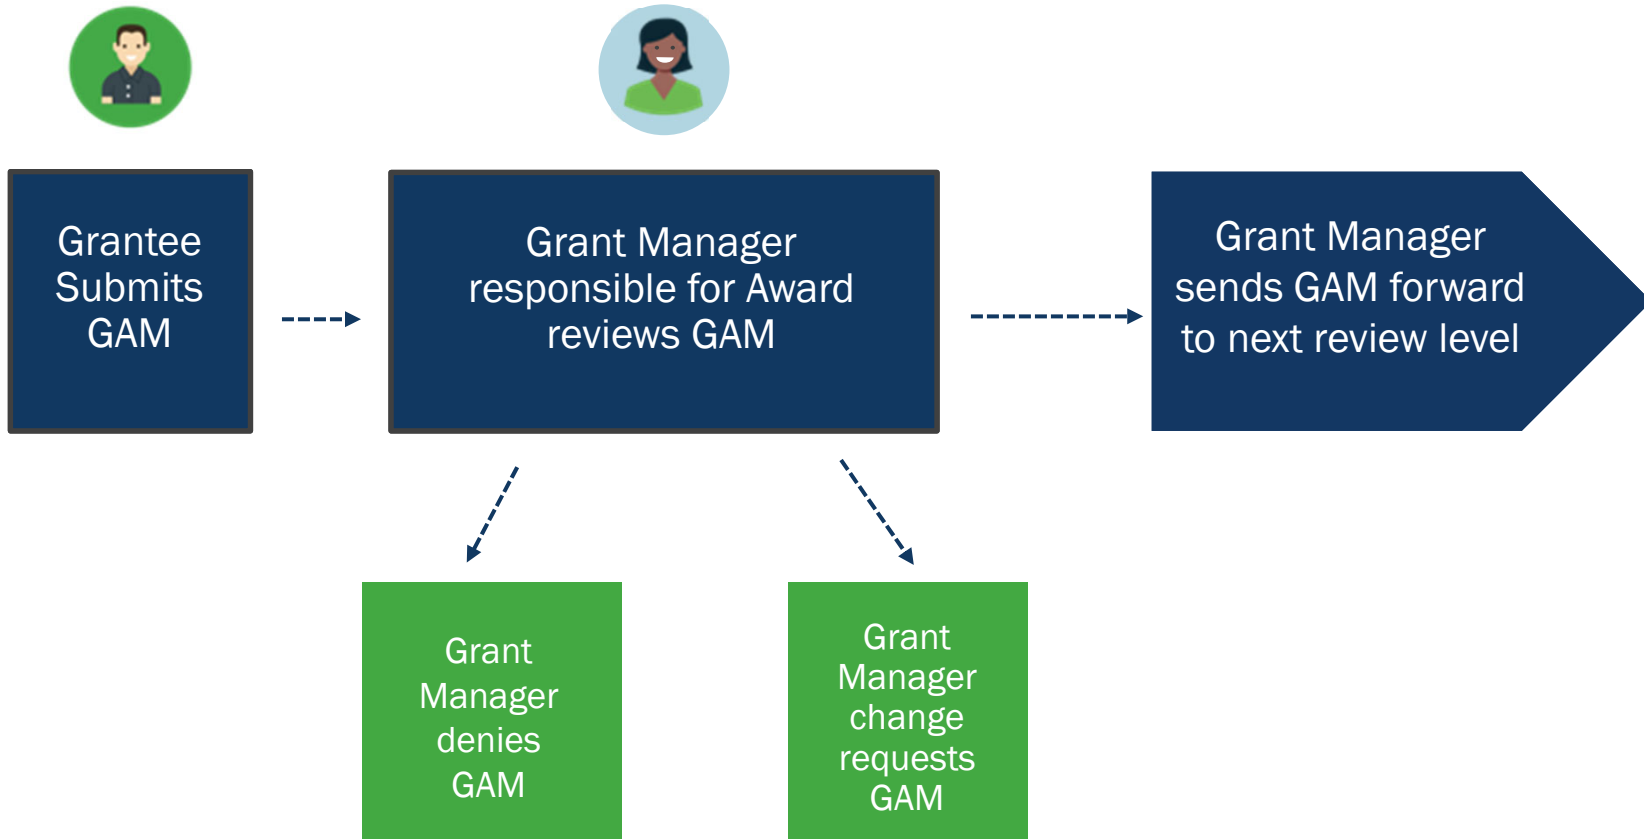 Grantee
Submits
GAM
Grant Manager
responsible for Award
reviews GAM
Grant Manager
sends GAM forward
to next review level
Grant
Manager
denies
GAM
Grant
Manager
change
requests
GAM